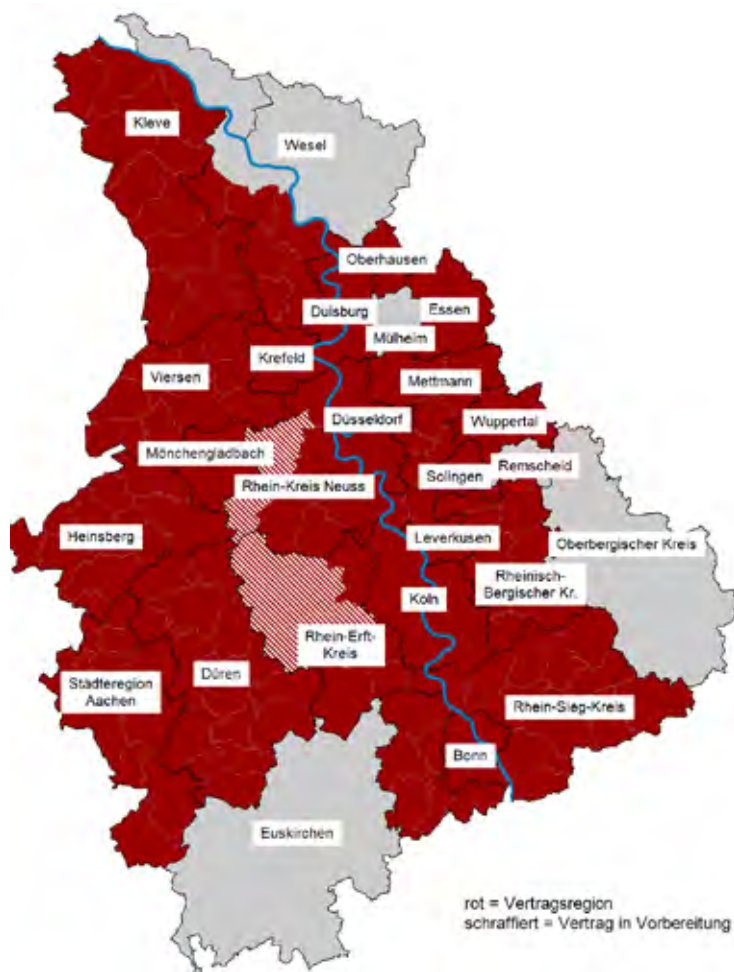 Kleve
Wesel
Oberhausen
Duisburg
Essen
Mülheim
Krefeld
Viersen
Mettmann
Düsseldorf
Wuppertal
Mönchengladbach
Remscheid
Solingen
Rhein-Kreis Neuss
Heinsberg
Leverkusen
Oberbergischer Kreis
Rheinisch-
Bergischer Kr.
Köln
Rhein-Erft-
Kreis
Düren
Städteregion
Aachen
Rhein-Sieg-Kreis
Bonn
Euskirchen
rot = Vertragsregion
schraffiert = Vertrag in Vorbereitung